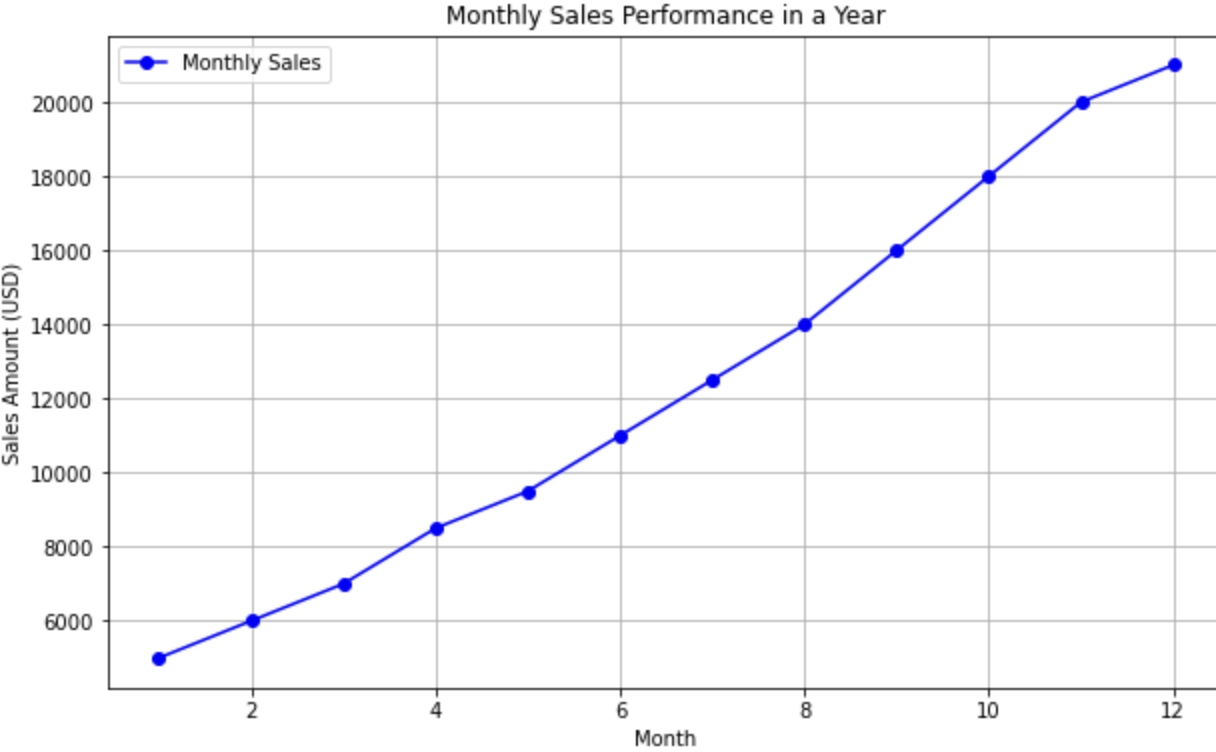 Monthly Sales Performance in a Year
Monthly Sales
20000
18000
16000
14000
12000
10000
8000
6000
Sales Amount (USD)
2 4 6 8 10 12
Month